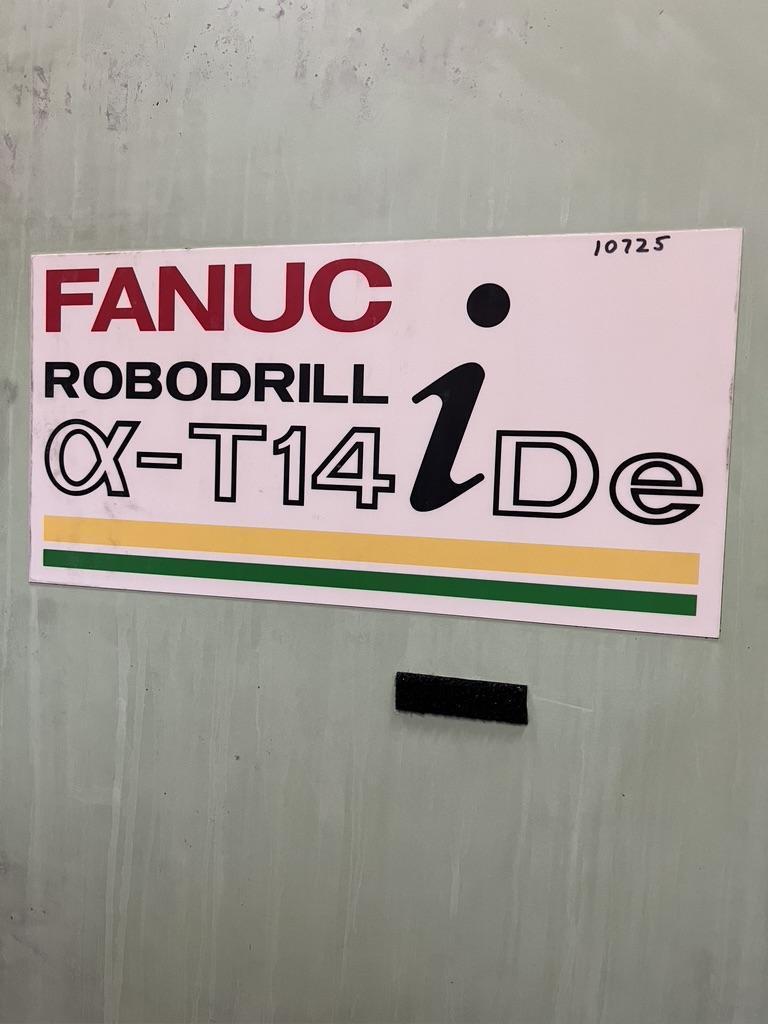 10725
FANUC
ROBODRILL
α-T14iDe